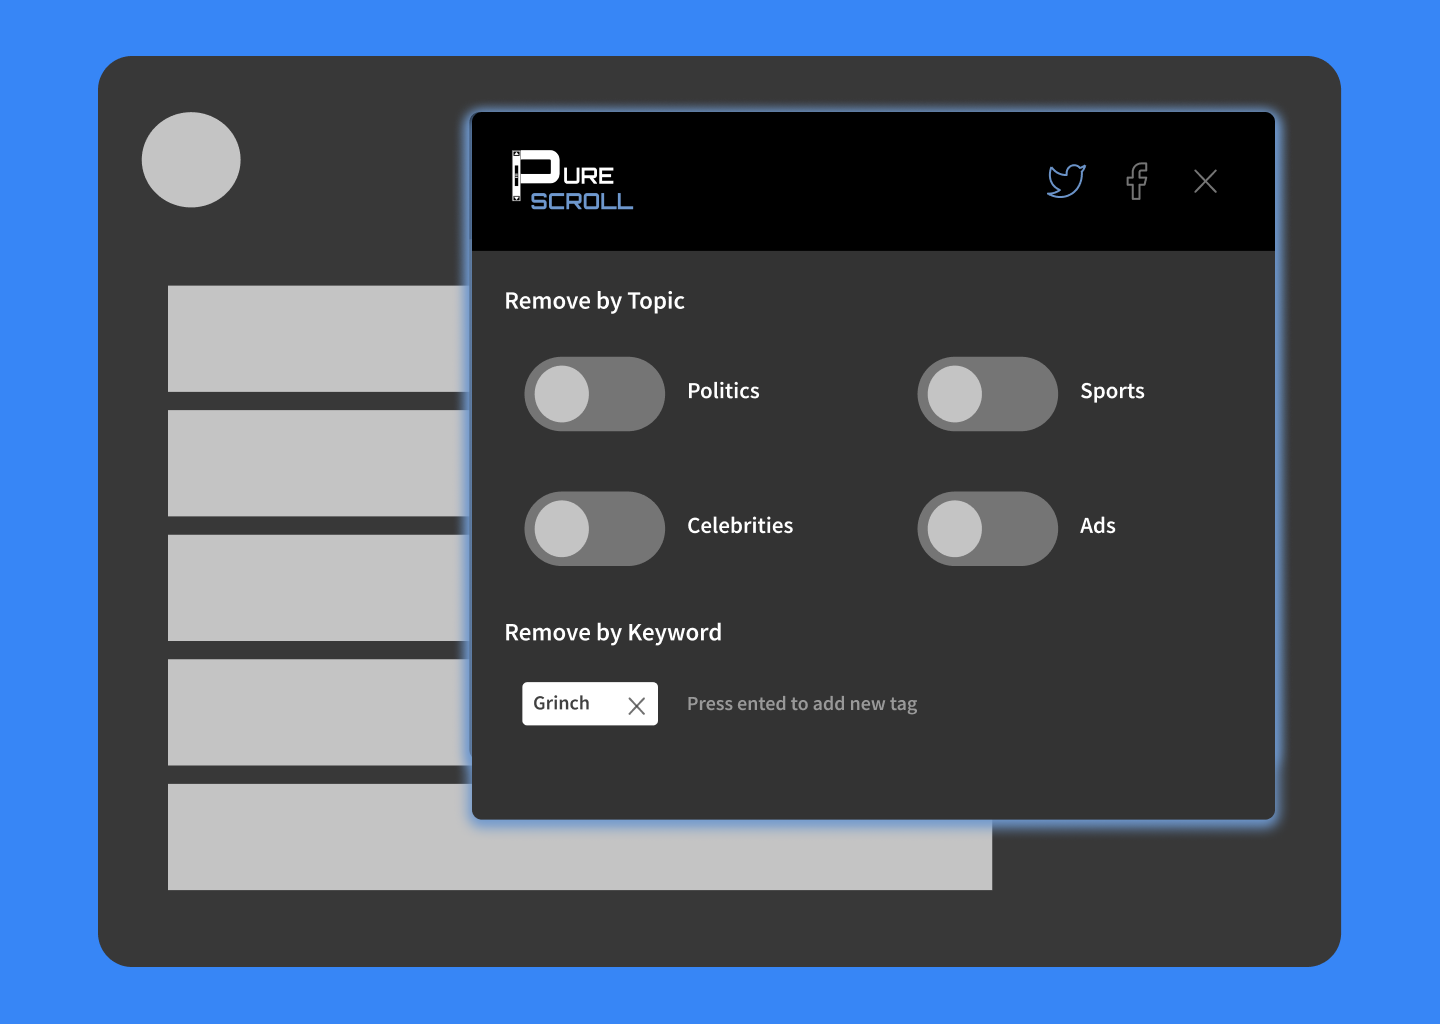 PURE
SCROLL
Remove by Topic
Politics
Sports
Celebrities
Ads
Remove by Keyword
Grinch
Press ented to add new tag